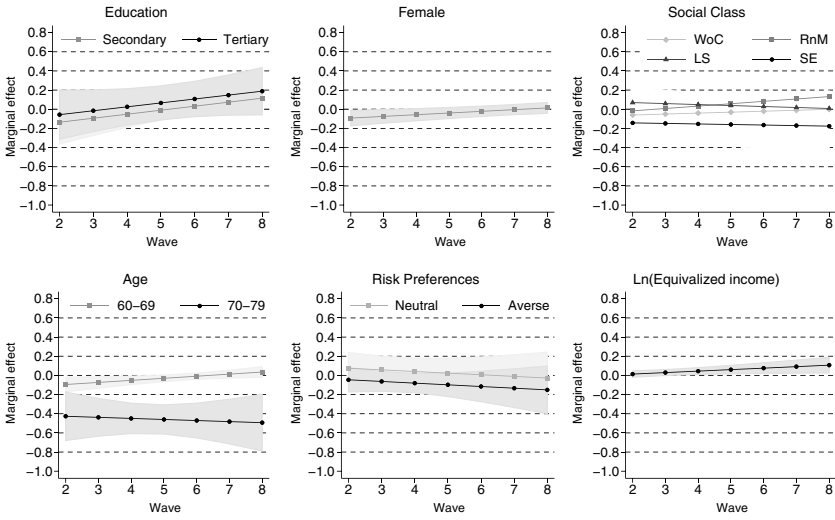 Education
Secondary Tertiary
Marginal effect
0.8
0.6
0.4
0.2
0.0
−0.2
−0.4
−0.6
−0.8
−1.0
2 3 4 5 6 7 8
Wave
Female
Marginal effect
0.8
0.6
0.4
0.2
0.0
−0.2
−0.4
−0.6
−0.8
−1.0
2 3 4 5 6 7 8
Wave
Social Class
WoC RnM
LS SE
Marginal effect
0.8
0.6
0.4
0.2
0.0
−0.2
−0.4
−0.6
−0.8
−1.0
2 3 4 5 6 7 8
Wave
Age
60−69 70−79
Marginal effect
0.8
0.6
0.4
0.2
0.0
−0.2
−0.4
−0.6
−0.8
−1.0
2 3 4 5 6 7 8
Wave
Risk Preferences
Neutral Averse
Marginal effect
0.8
0.6
0.4
0.2
0.0
−0.2
−0.4
−0.6
−0.8
−1.0
2 3 4 5 6 7 8
Wave
Ln(Equivalized income)
Marginal effect
0.8
0.6
0.4
0.2
0.0
−0.2
−0.4
−0.6
−0.8
−1.0
2 3 4 5 6 7 8
Wave